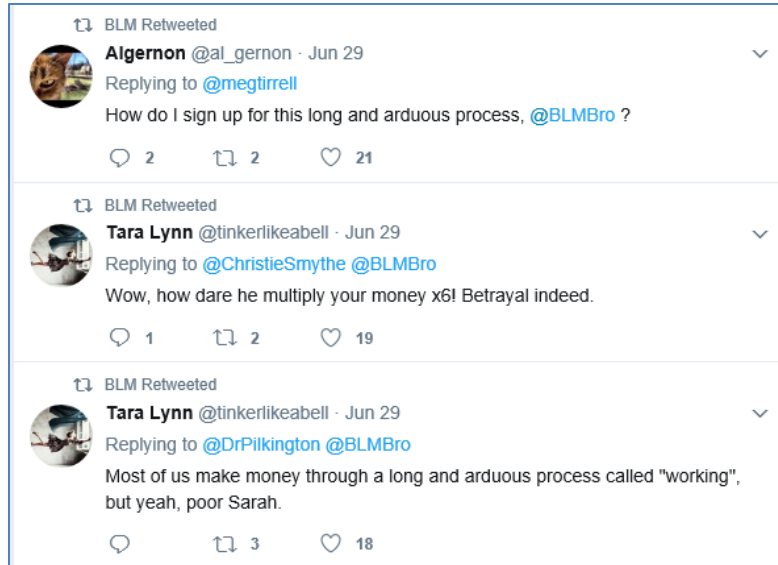 BLM Retweeted
Algernon @al_gernon · Jun 29
Replying to @megtirrell
How do I sign up for this long and arduous process, @BLMBro ?
2 2 21
BLM Retweeted
Tara Lynn @tinkerlikeabell · Jun 29
Replying to @ChristieSmythe @BLMBro
Wow, how dare he multiply your money x6! Betrayal indeed.
1 2 19
BLM Retweeted
Tara Lynn @tinkerlikeabell · Jun 29
Replying to @DrPilkington @BLMBro
Most of us make money through a long and arduous process called "working",
but yeah, poor Sarah.
3 18